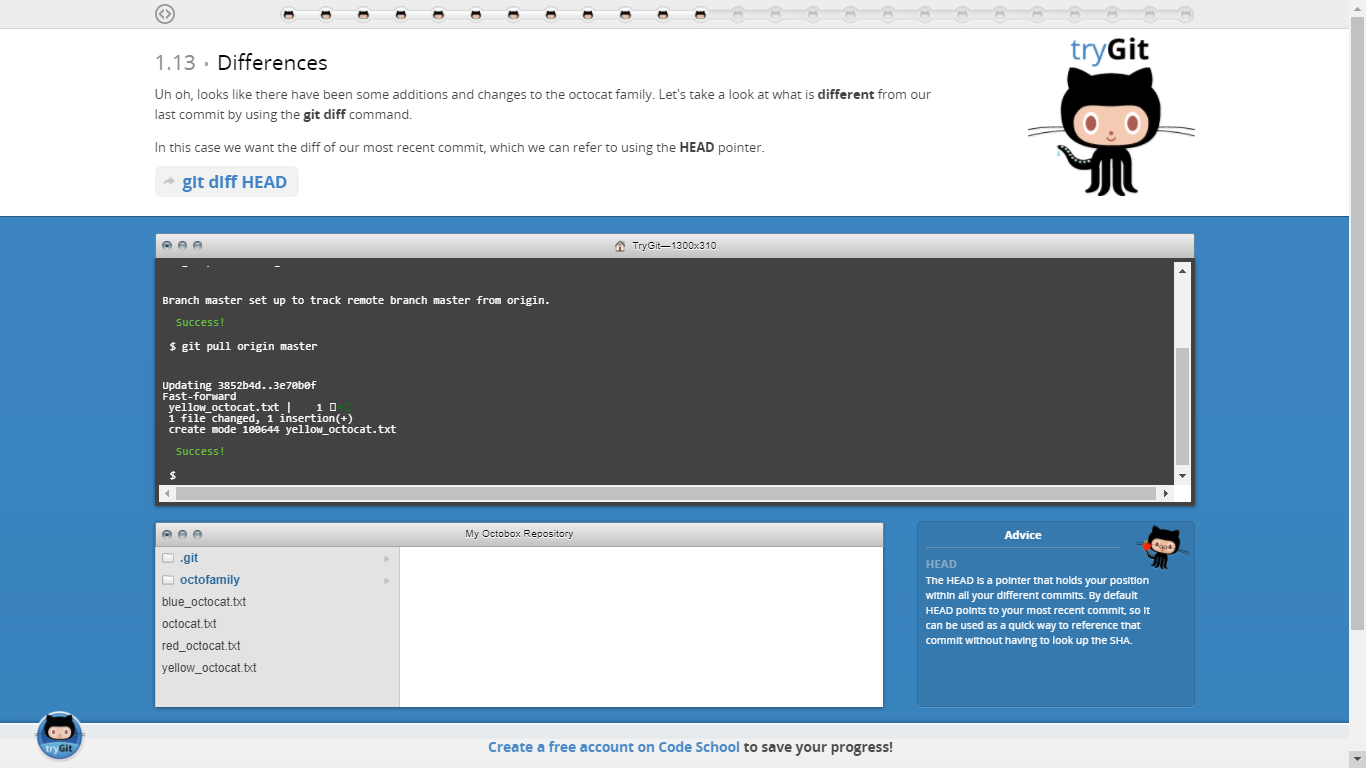 tryGit
1.13 · Differences
Uh oh, looks like there have been some additions and changes to the octocat family. Let's take a look at what is different from our
last commit by using the git diff command.
In this case we want the diff of our most recent commit, which we can refer to using the HEAD pointer.
git diff HEAD
TryGit—1300x310
Branch master set up to track remote branch master from origin.
Success!
$ git pull origin master
Updating 3852b4d..3e70b0f
Fast-forward
yellow_octocat.txt | 1
1 file changed, 1 insertion(+)
create mode 100644 yellow_octocat.txt
Success!
$
My Octobox Repository
.git
octofamily
blue_octocat.txt
octocat.txt
red_octocat.txt
yellow_octocat.txt
Advice
HEAD
The HEAD is a pointer that holds your position
within all your different commits. By default
HEAD points to your most recent commit, so it
can be used as a quick way to reference that
commit without having to look up the SHA.
tryGit
Create a free account on Code School to save your progress!